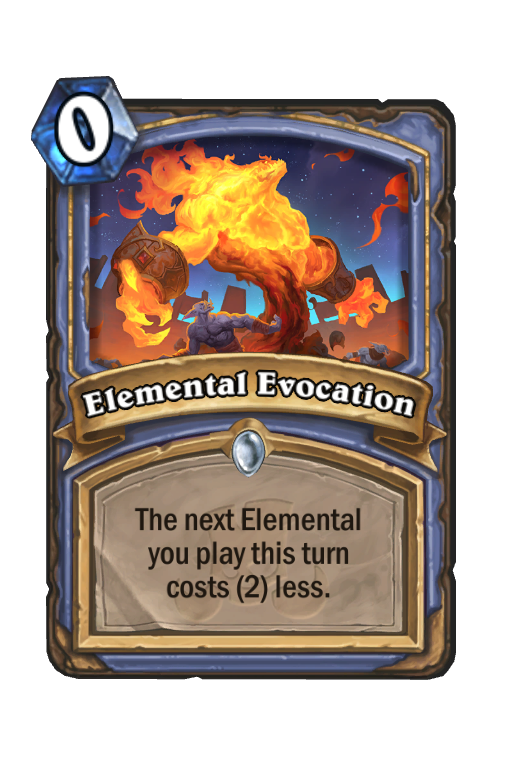 0
Elemental Evocation
The next Elemental
you play this turn
costs (2) less.